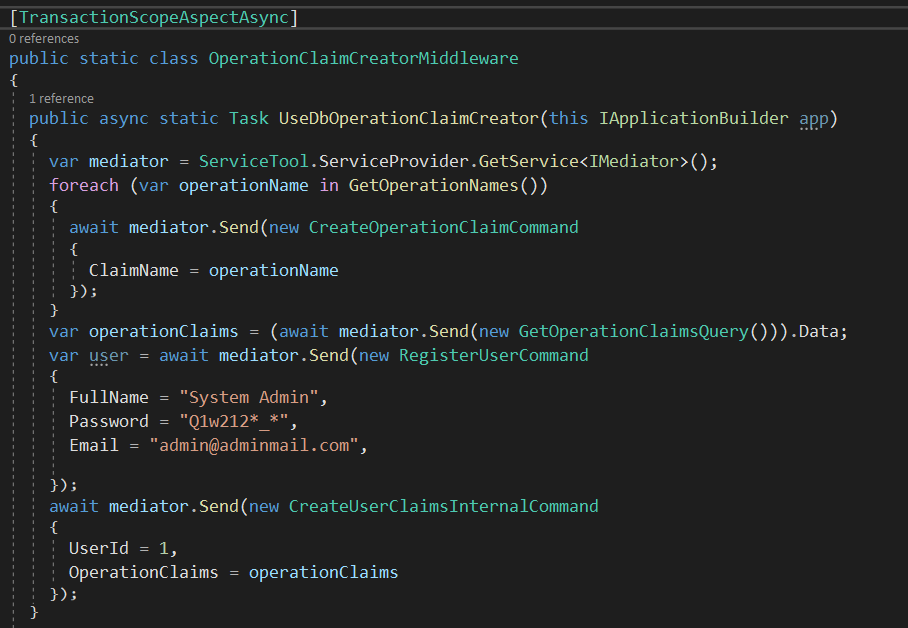 [TransactionScopeAspectAsync]
0 references
public static class OperationClaimCreatorMiddleware
{
1 reference
public async static Task UseDbOperationClaimCreator(this IApplicationBuilder app)
{
var mediator = ServiceTool.ServiceProvider.GetService<IMediator>();
foreach (var operationName in GetOperationNames())
{
await mediator.Send(new CreateOperationClaimCommand
{
ClaimName = operationName
});
}
var operationClaims = (await mediator.Send(new GetOperationClaimsQuery())).Data;
var user = await mediator.Send(new RegisterUserCommand
{
FullName = "System Admin",
Password = "Q1w212*_*",
Email = "admin@adminmail.com",
});
await mediator.Send(new CreateUserClaimsInternalCommand
{
UserId = 1,
OperationClaims = operationClaims
});
}